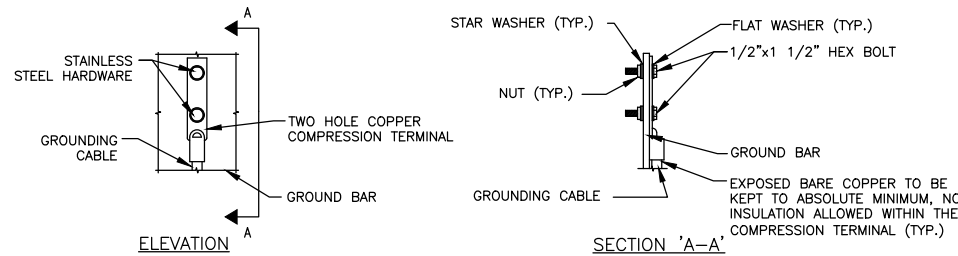 A
STAINLESS
STEEL HARDWARE
GROUNDING
CABLE
TWO HOLE COPPER
COMPRESSION TERMINAL
GROUND BAR
A
ELEVATION
STAR WASHER (TYP.)
FLAT WASHER (TYP.)
1/2"x1 1/2" HEX BOLT
NUT (TYP.)
GROUND BAR
GROUNDING CABLE
EXPOSED BARE COPPER TO BE
KEPT TO ABSOLUTE MINIMUM, NO
INSULATION ALLOWED WITHIN THE
COMPRESSION TERMINAL (TYP.)
SECTION 'A-A'